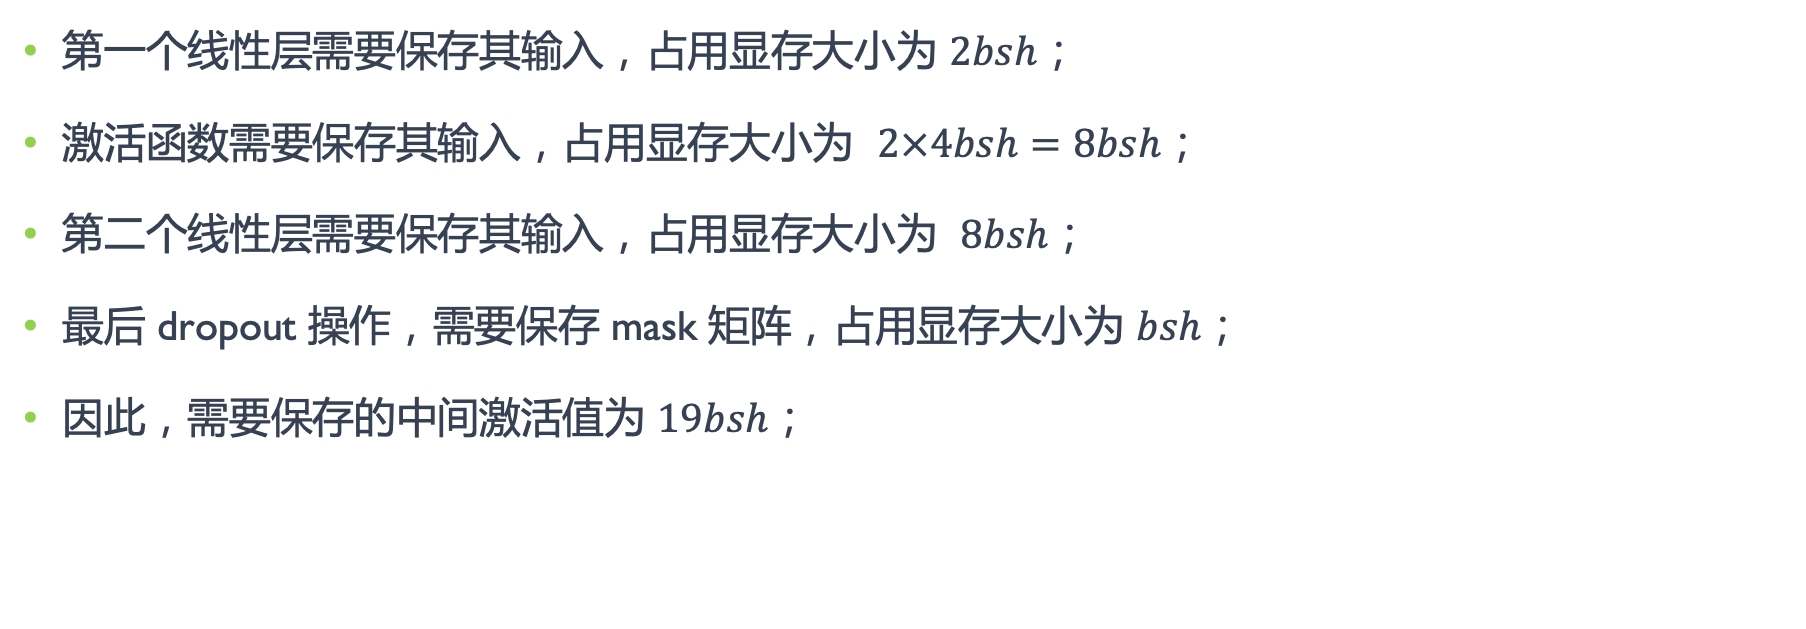 • 第一个线性层需要保存其输入，占用显存大小为 2bsh；
• 激活函数需要保存其输入，占用显存大小为 2×4bsh = 8bsh；
• 第二个线性层需要保存其输入，占用显存大小为 8bsh；
• 最后 dropout 操作，需要保存 mask 矩阵，占用显存大小为 bsh；
• 因此，需要保存的中间激活值为 19bsh；